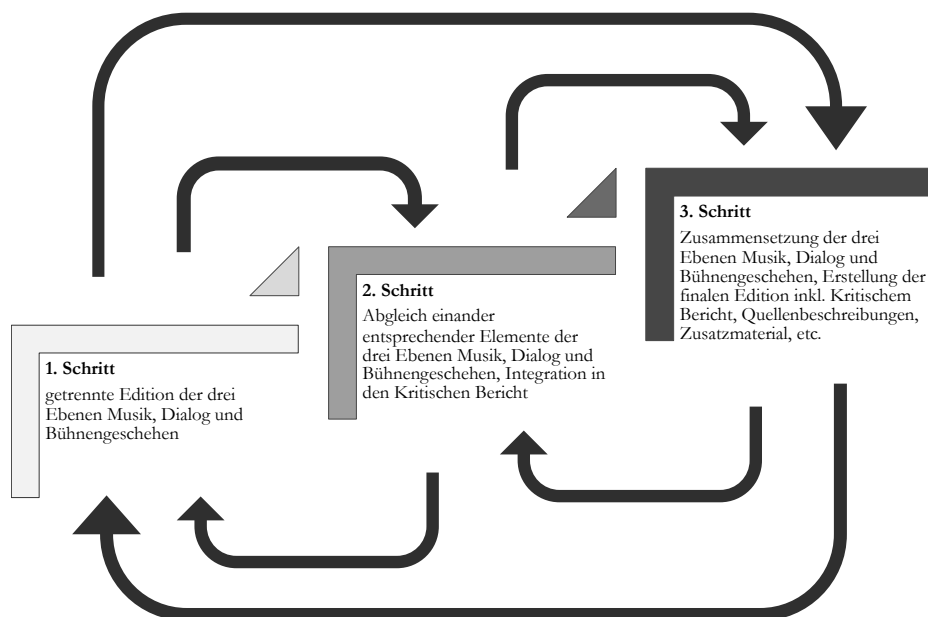 1. Schritt
getrennte Edition der drei
Ebenen Musik, Dialog und
Bühnengeschehen
2. Schritt
Abgleich einander
entsprechender Elemente der
drei Ebenen Musik, Dialog und
Bühnengeschehen, Integration in
den Kritischen Bericht
3. Schritt
Zusammensetzung der drei
Ebenen Musik, Dialog und
Bühnengeschehen, Erstellung der
finalen Edition inkl. Kritischem
Bericht, Quellenbeschreibungen,
Zusatzmaterial, etc.